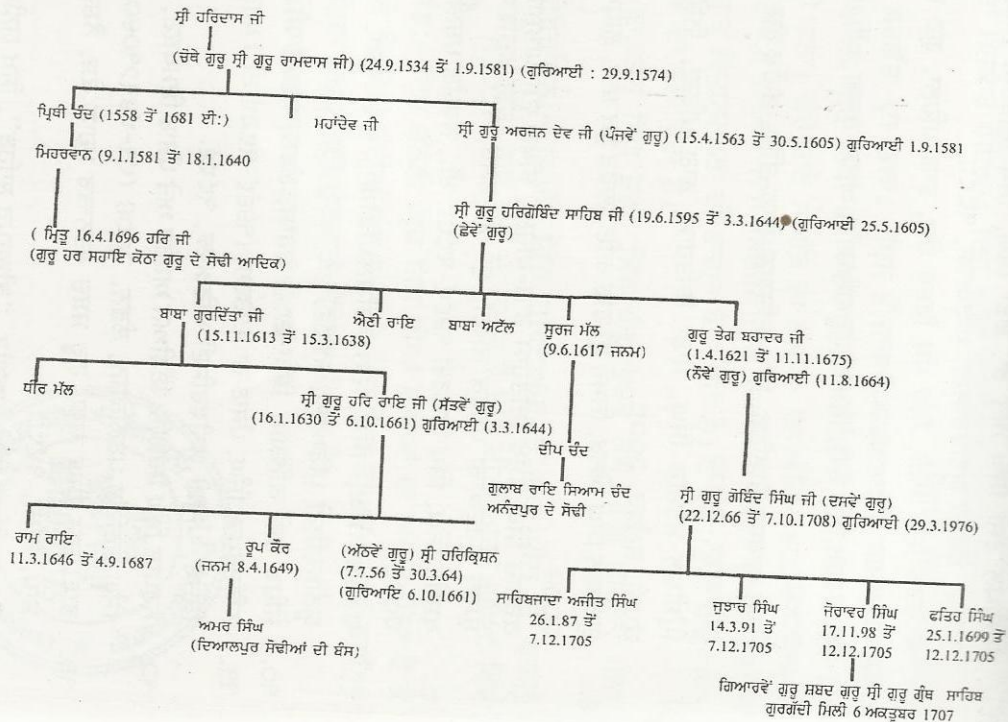 ਸ੍ਰੀ ਹਰਿਦਾਸ ਜੀ
(ਚੋਥੇ ਗੁਰੂ ਸ੍ਰੀ ਗੁਰੂ ਰਾਮਦਾਸ ਜੀ) (24.9.1534 ਤੋਂ 1.9.1581) (ਗੁਰਿਆਈ : 29.9.1574)
ਪ੍ਰਿਥੀ ਚੰਦ (1558 ਤੋਂ 1681 ਈ:)
ਮਹਾਂਦੇਵ ਜੀ
ਸ੍ਰੀ ਗੁਰੂ ਅਰਜਨ ਦੇਵ ਜੀ (ਪੰਜਵੇਂ ਗੁਰੂ) (15.4.1563 ਤੋਂ 30.5.1605) ਗੁਰਿਆਈ 1.9.1581
ਮਿਹਰਵਾਨ (9.1.1581 ਤੋਂ 18.1.1640
ਸ੍ਰੀ ਗੁਰੂ ਹਰਿਗੋਬਿੰਦ ਸਾਹਿਬ ਜੀ (19.6.1595 ਤੋਂ 3.3.1644) (ਗੁਰਿਆਈ 25.5.1605)
(ਛੇਵੇਂ ਗੁਰੂ)
( ਮ੍ਰਿਤੂ 16.4.1696 ਹਰਿ ਜੀ
(ਗੁਰੂ ਹਰ ਸਹਾਇ ਕੋਠਾ ਗੁਰੂ ਦੇ ਸੋਢੀ ਆਦਿਕ)
ਬਾਬਾ ਗੁਰਦਿੱਤਾ ਜੀ
(15.11.1613 ਤੋਂ 15.3.1638)
ਐਣੀ ਰਾਇ
ਬਾਬਾ ਅਟੱਲ
ਸੂਰਜ ਮੱਲ
(9.6.1617 ਜਨਮ)
ਗੁਰੂ ਤੇਗ ਬਹਾਦਰ ਜੀ
(1.4.1621 ਤੋਂ 11.11.1675)
(ਨੌਵੇਂ ਗੁਰੂ) ਗੁਰਿਆਈ (11.8.1664)
ਧੀਰ ਮੱਲ
ਸ੍ਰੀ ਗੁਰੂ ਹਰਿ ਰਾਇ ਜੀ (ਸੱਤਵੇਂ ਗੁਰੂ)
(16.1.1630 ਤੋਂ 6.10.1661) ਗੁਰਿਆਈ (3.3.1644)
ਦੀਪ ਚੰਦ
ਗੁਲਾਬ ਰਾਇ ਸਿਆਮ ਚੰਦ
ਅਨੰਦਪੁਰ ਦੇ ਸੋਢੀ
ਸ੍ਰੀ ਗੁਰੂ ਗੋਬਿੰਦ ਸਿੰਘ ਜੀ (ਦਸਵੇਂ ਗੁਰੂ)
(22.12.66 ਤੋਂ 7.10.1708) ਗੁਰਿਆਈ (29.3.1976)
ਰਾਮ ਰਾਇ
11.3.1646 ਤੋਂ 4.9.1687
ਰੂਪ ਕੌਰ
(ਜਨਮ 8.4.1649)
(ਅੱਠਵੇਂ ਗੁਰੂ) ਸ੍ਰੀ ਹਰਿਕ੍ਰਿਸ਼ਨ
(7.7.56 ਤੋਂ 30.3.64)
(ਗੁਰਿਆਇ 6.10.1661)
ਅਮਰ ਸਿੰਘ
(ਦਿਆਲਪੁਰ ਸੋਢੀਆਂ ਦੀ ਬੰਸ)
ਸਾਹਿਬਜਾਦਾ ਅਜੀਤ ਸਿੰਘ
26.1.87 ਤੋਂ
7.12.1705
ਜੁਝਾਰ ਸਿੰਘ
14.3.91 ਤੋਂ
7.12.1705
ਜੋਰਾਵਰ ਸਿੰਘ
17.11.98 ਤੋਂ
12.12.1705
ਫਤਿਹ ਸਿੰਘ
25.1.1699 ਤੋਂ
12.12.1705
ਗਿਆਰਵੇਂ ਗੁਰੂ ਸ਼ਬਦ ਗੁਰੂ ਸ੍ਰੀ ਗੁਰੂ ਗ੍ਰੰਥ ਸਾਹਿਬ
ਗੁਰਗੱਦੀ ਮਿਲੀ 6 ਅਕਤੂਬਰ 1707